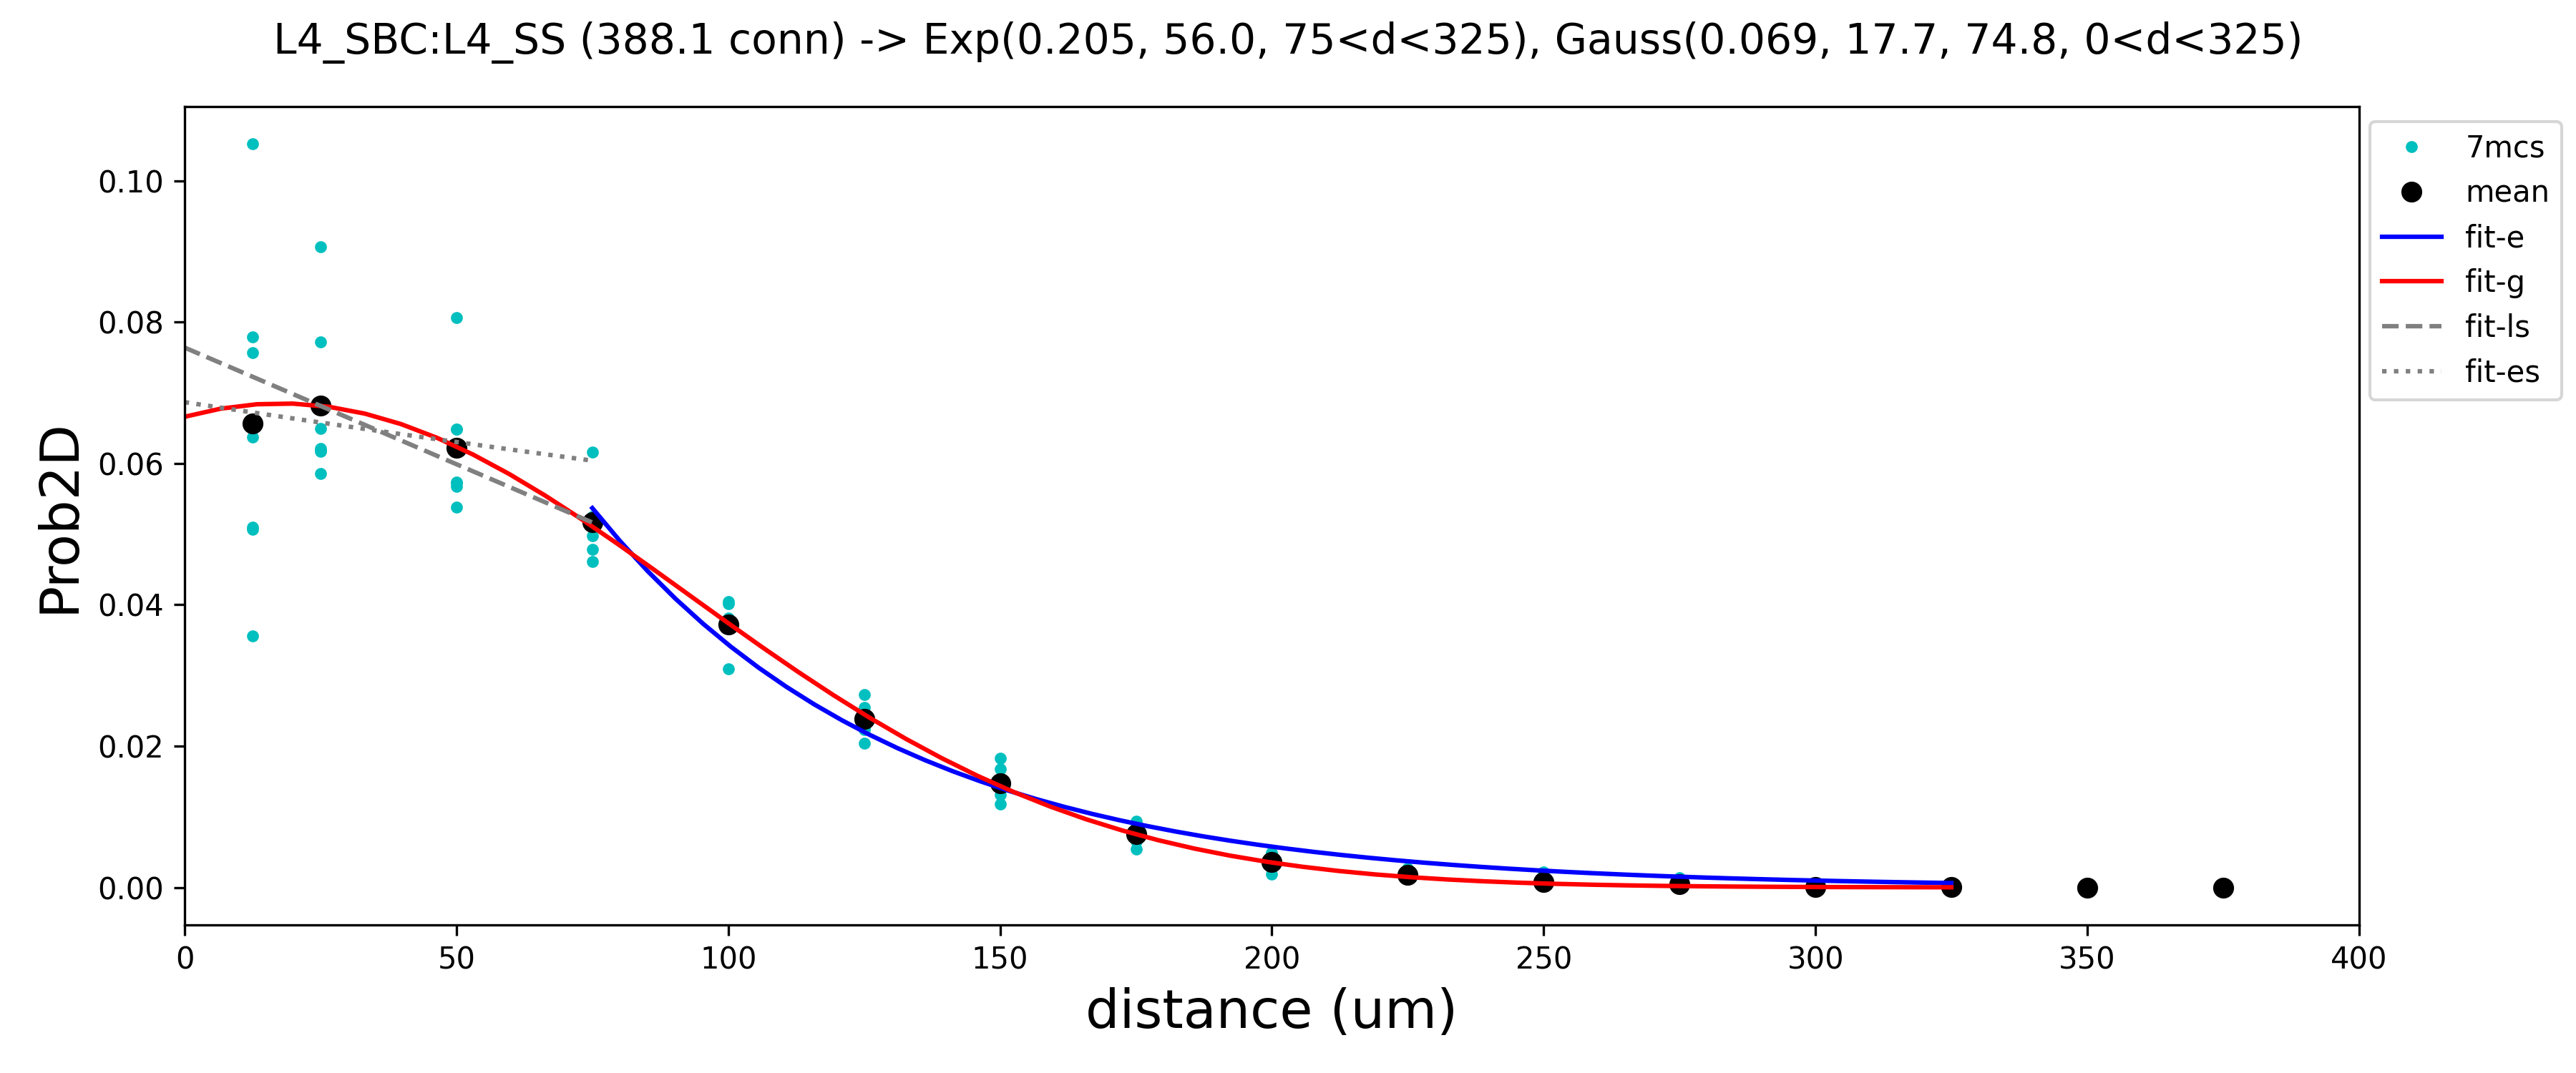 L4_SBC:L4_SS (388.1 conn) -> Exp(0.205, 56.0, 75<d<325), Gauss(0.069, 17.7, 74.8, 0<d<325)
7mcs
mean
fit-e
fit-g
fit-ls
fit-es
Prob2D
0.10
0.08
0.06
0.04
0.02
0.00
0 50 100 150 200 250 300 350 400
distance (um)